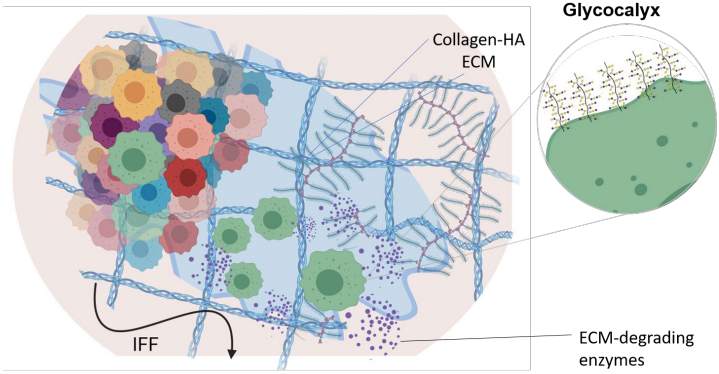 Glycocalyx
Collagen-HA
ECM
IFF
ECM-degrading
enzymes